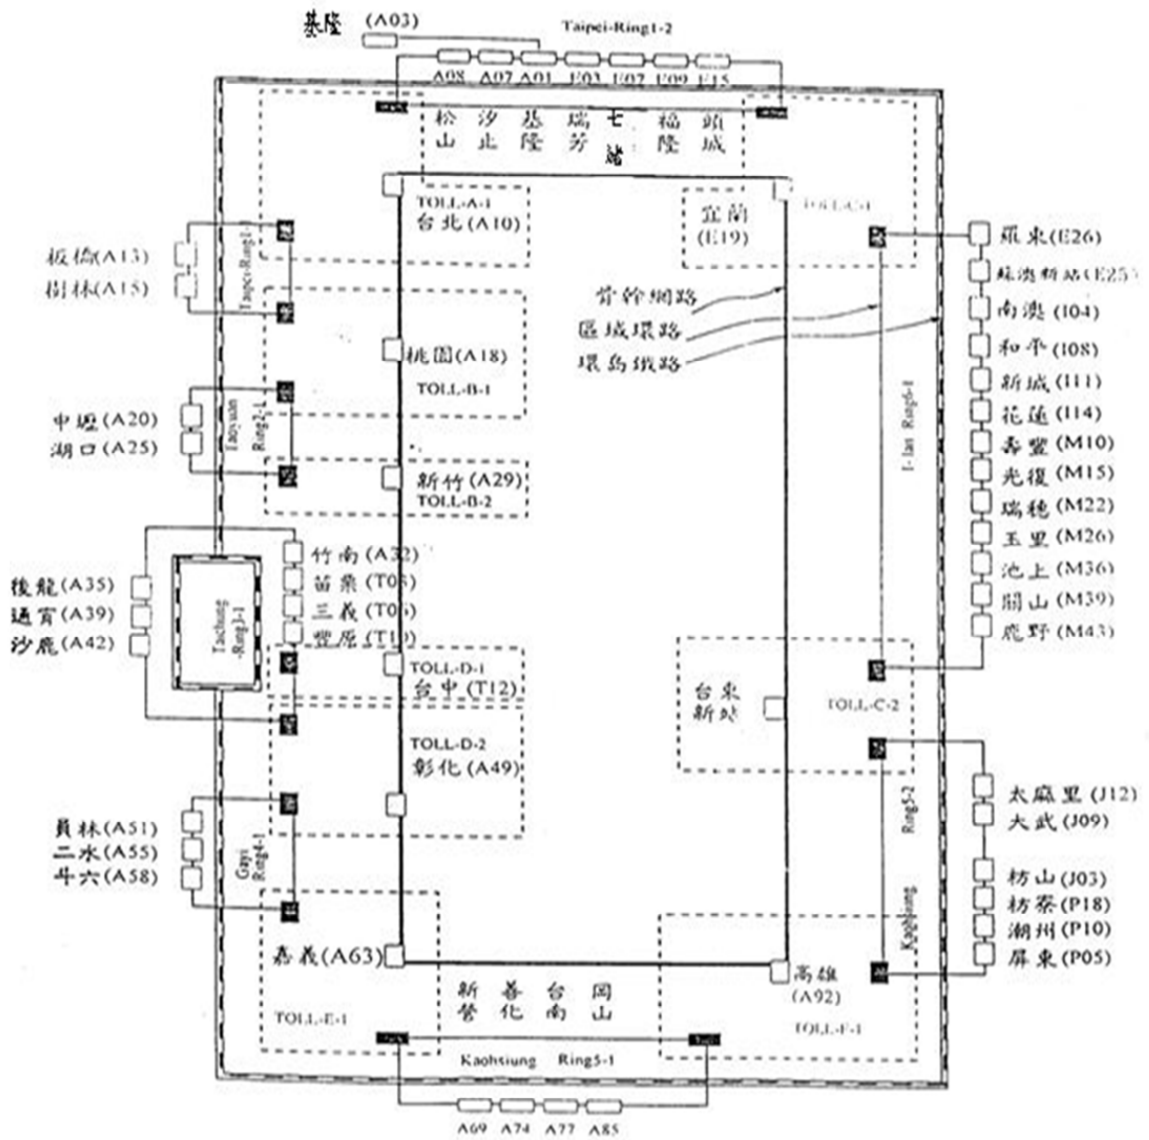 基隆 (A03)
Taipei-Ring1-2
A08 A07 A01 E03 E07 E09 E15
松山 汐止 基隆 瑞芳 七堵 福隆 頭城
TOLL-A-1
台北(A10)
宜蘭
(E19)
TOLL-C-1
板橋(A13)
樹林(A15)
Taipei-Ring1-1
骨幹網路
區域環路
環島鐵路
羅東(E26)
蘇澳新站(E25)
南澳(I04)
和平(I08)
新城(I11)
花蓮(I14)
壽豐(M10)
光復(M15)
瑞穗(M22)
玉里(M26)
池上(M36)
關山(M39)
鹿野(M43)
I-lan Ring6-1
桃園(A18)
TOLL-B-1
中壢(A20)
湖口(A25)
Taoyuan
Ring2-1
新竹(A29)
TOLL-B-2
竹南(A32)
苗栗
三義
豐原
後龍(A35)
通宵(A39)
沙鹿(A42)
Taichung
-Ring3-1
TOLL-D-1
台中(T12)
TOLL-D-2
彰化(A49)
台東
新站
TOLL-C-2
員林(A51)
二水(A55)
斗六(A58)
Gayi
Ring4-1
太麻里(J12)
大武(J09)
枋山(J03)
枋寮(P18)
潮州(P10)
屏東(P05)
Kaohsiung Ring5-2
嘉義(A63)
TOLL-E-1
新營 善化 台南 岡山
高雄
(A92)
TOLL-F-1
Kaohsiung Ring5-1
A69 A74 A77 A85